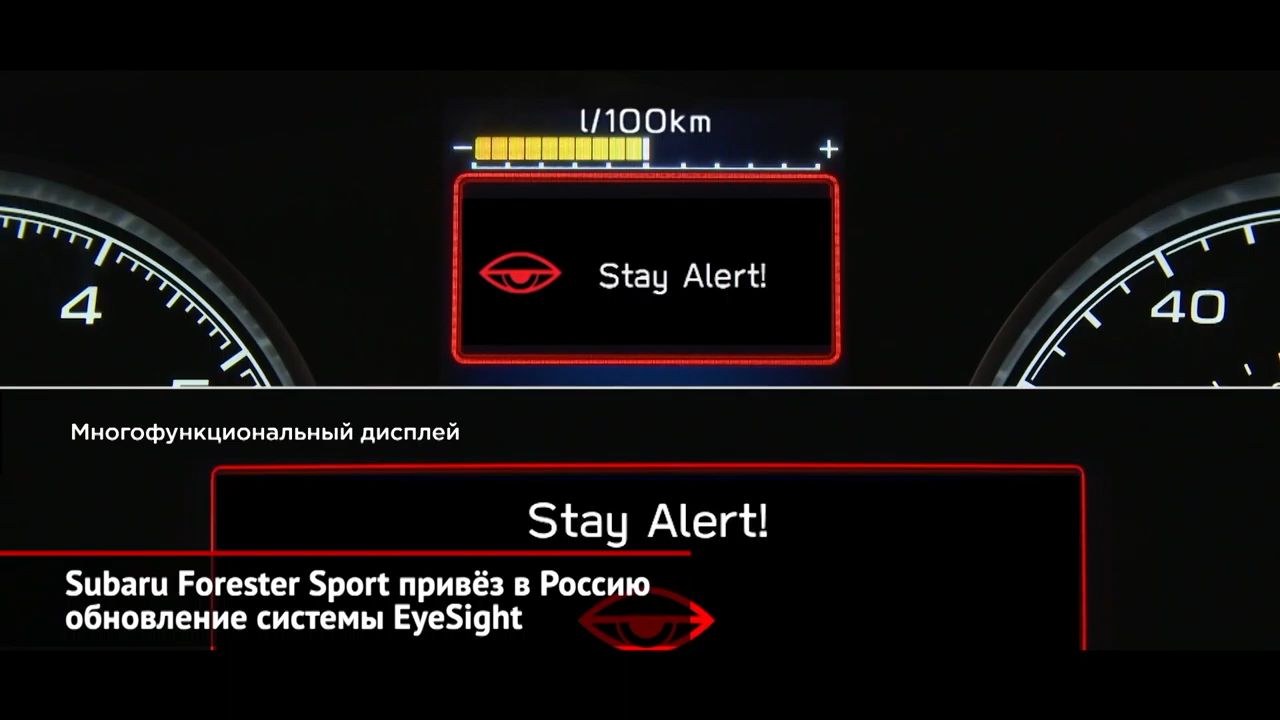 l/100km
− +
Stay Alert!
4
40
Многофункциональный дисплей
Stay Alert!
Subaru Forester Sport привёз в Россию
обновление системы EyeSight